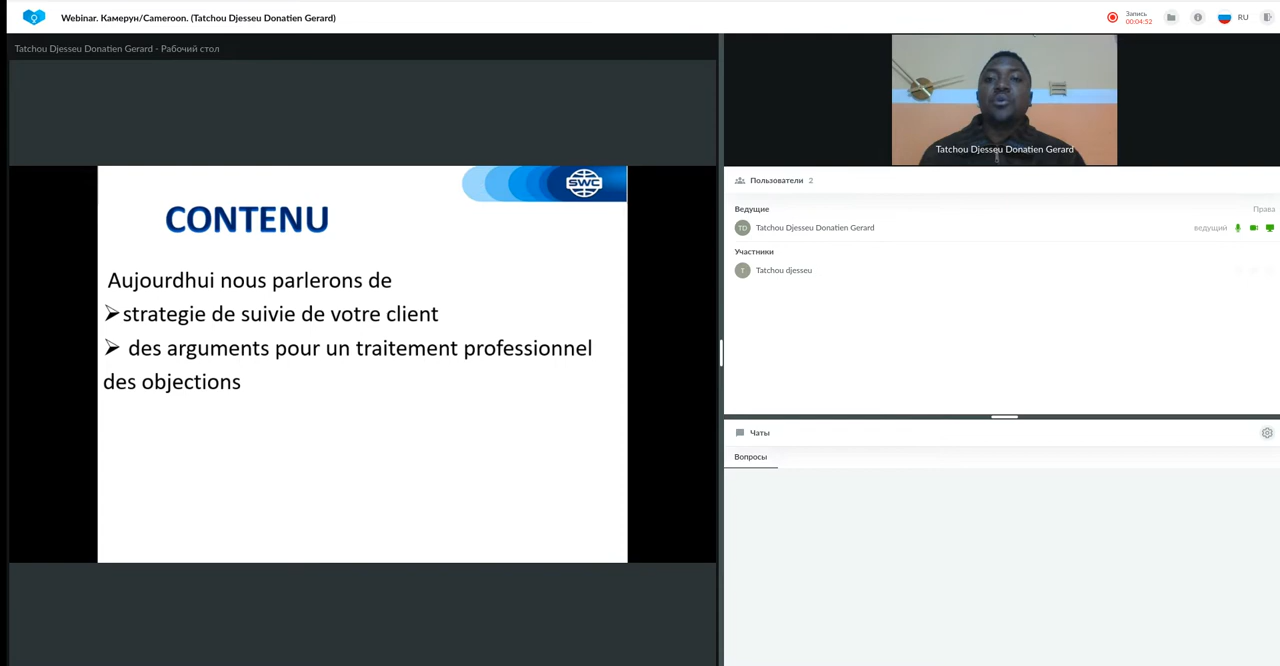 Webinar. Камерун/Cameroon. (Tatchou Djesseu Donatien Gerard)
Запись
00:04:52
RU
Tatchou Djesseu Donatien Gerard - Рабочий стол
SWC
CONTENU
Aujourdhui nous parlerons de
➢strategie de suivie de votre client
➢ des arguments pour un traitement professionnel
des objections
Tatchou Djesseu Donatien Gerard
Пользователи 2
Ведущие Права
TD Tatchou Djesseu Donatien Gerard ведущий
Участники
T Tatchou djesseu
Чаты
Вопросы